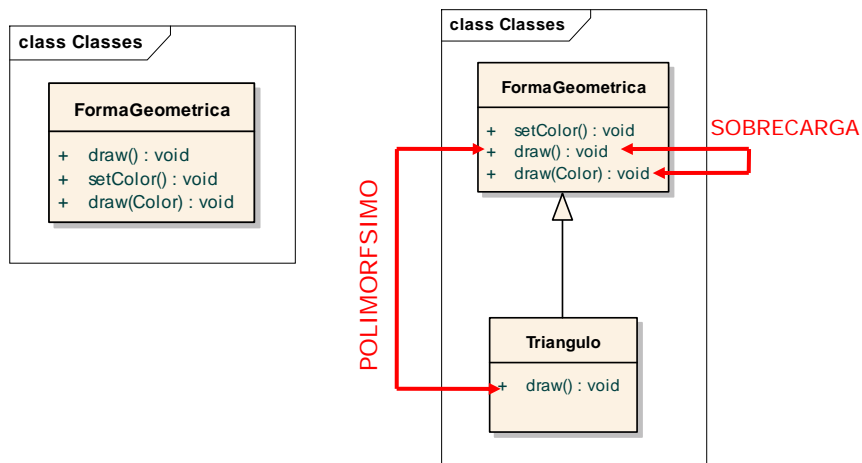 class Classes
FormaGeometrica
+ draw() : void
+ setColor() : void
+ draw(Color) : void
class Classes
FormaGeometrica
+ setColor() : void
+ draw() : void
+ draw(Color) : void
SOBRECARGA
POLIMORFSIMO
Triangulo
+ draw() : void